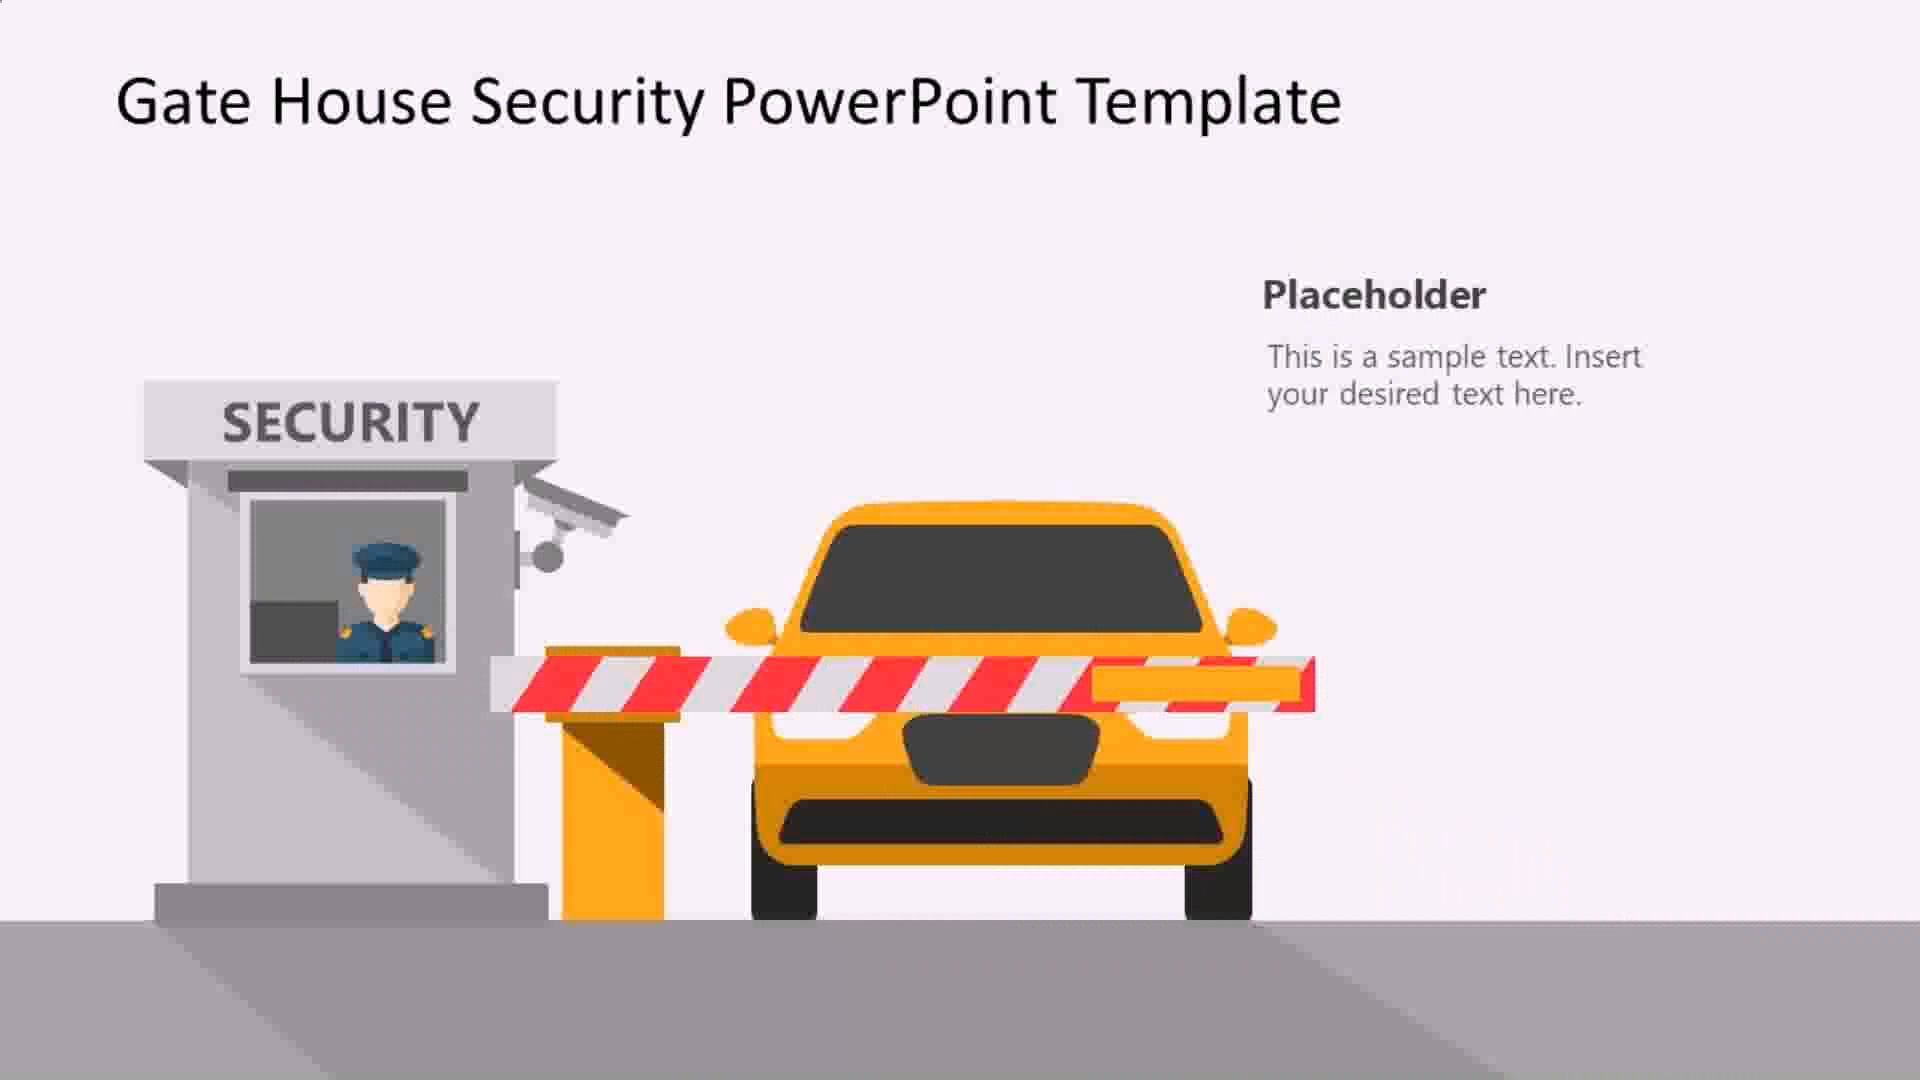 Gate House Security PowerPoint Template
Placeholder
This is a sample text. Insert
your desired text here.
SECURITY